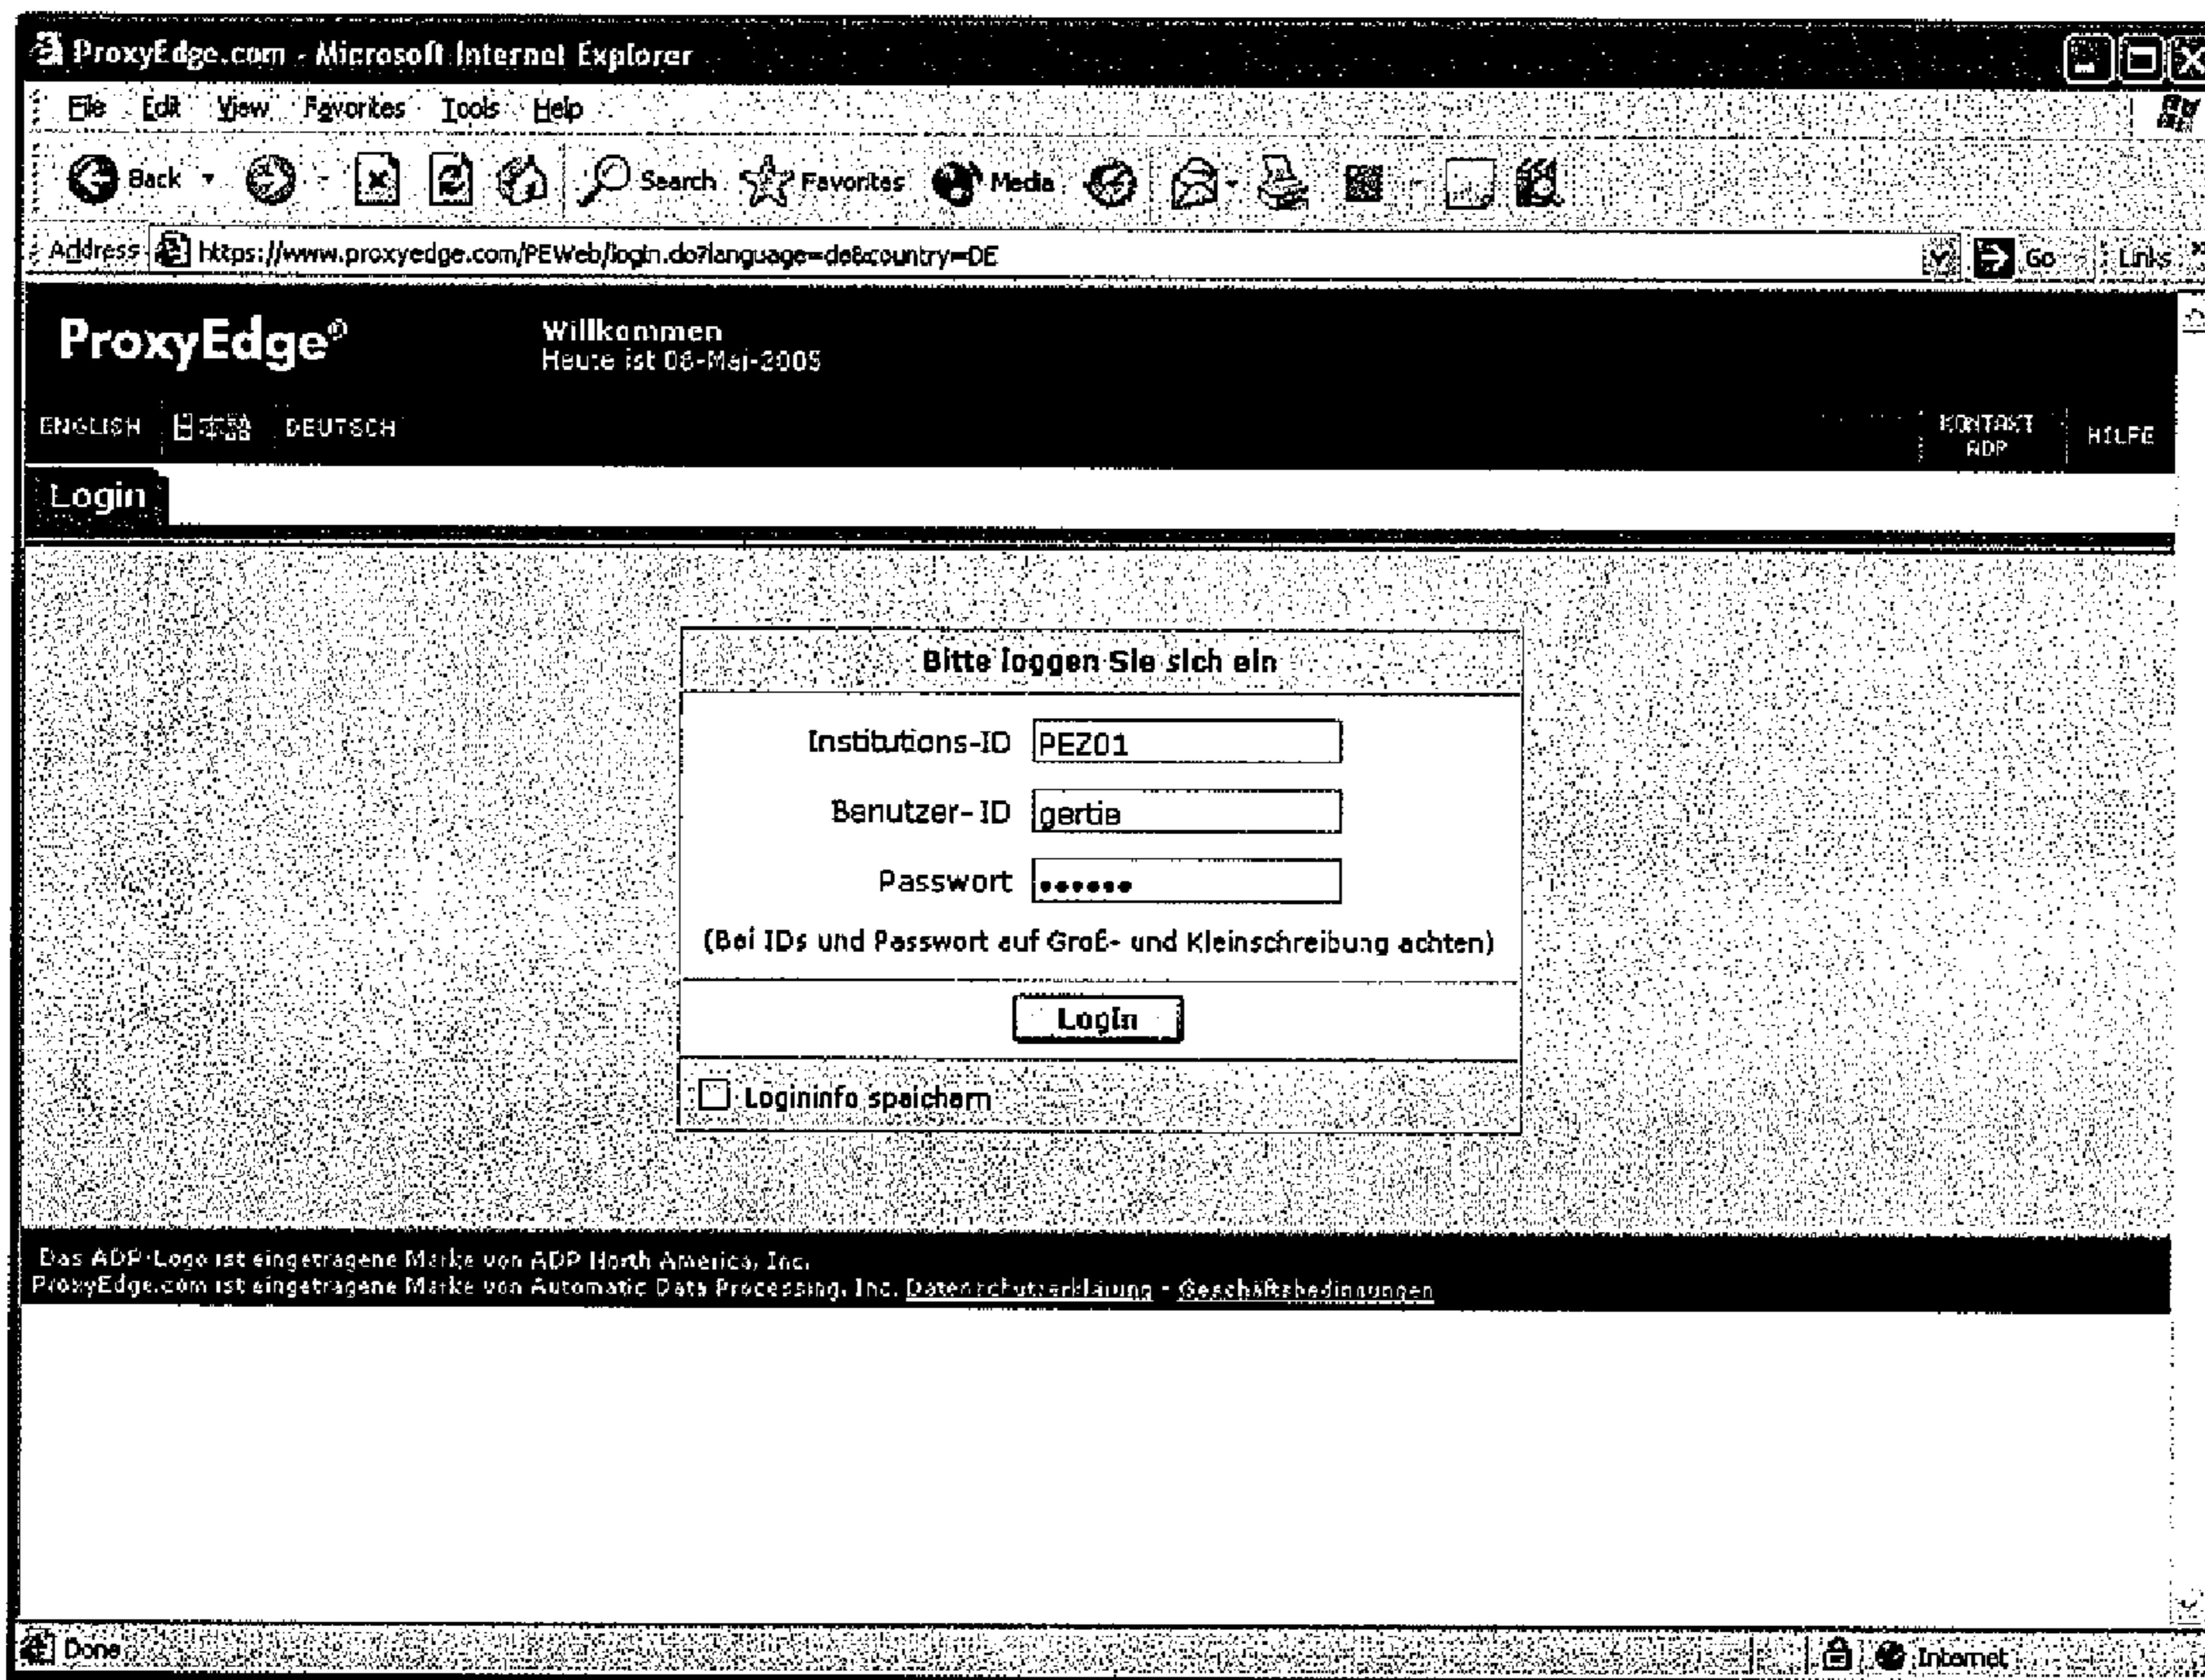 ProxyEdge.com - Microsoft Internet Explorer
File Edit View Favorites Tools Help
Back Search Favorites Media
Address https://www.proxyedge.com/PEWeb/login.do?language=de&country=DE Go Links
ProxyEdge®
Willkommen
Heute ist 08-Mai-2005
ENGLISH 日本語 DEUTSCH
KONTAKT
ADP
HILFE
Login
Bitte loggen Sie sich ein
Institutions-ID PEZ01
Benutzer-ID gertie
Passwort ••••••
(Bei IDs und Passwort auf Groß- und Kleinschreibung achten)
Login
Logininfo speichern
Das ADP-Logo ist eingetragene Marke von ADP North America, Inc.
ProxyEdge.com ist eingetragene Marke von Automatic Data Processing, Inc. Datenschutzerklärung - Geschäftsbedingungen
Done Internet